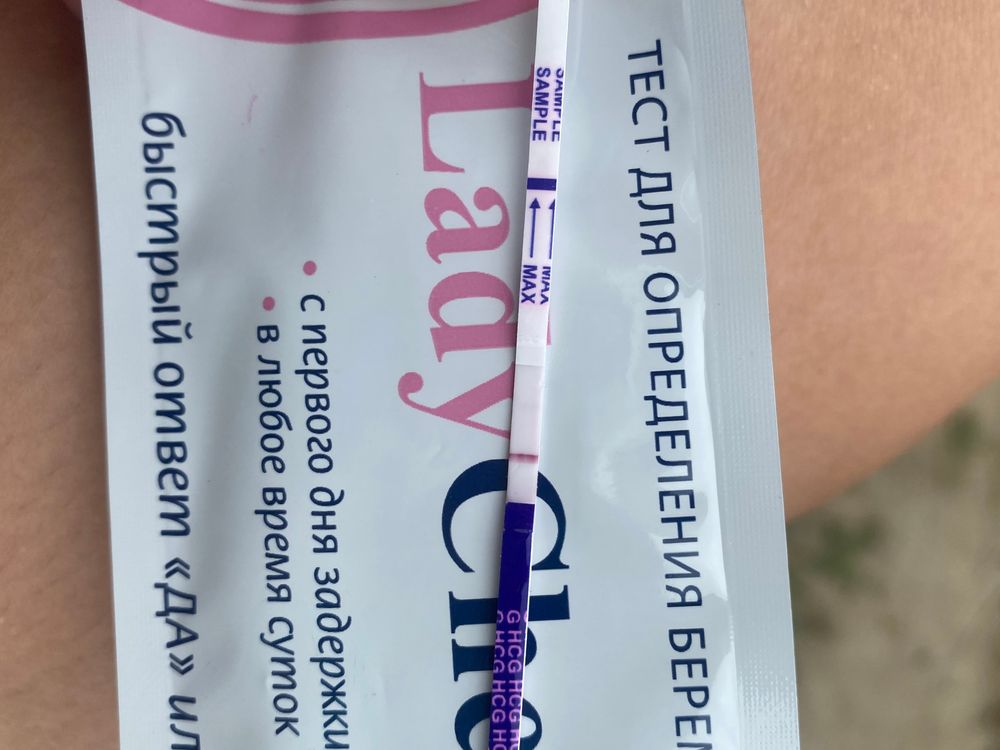 ТЕСТ ДЛЯ ОПРЕДЕЛЕНИЯ БЕРЕМ
SAMPLE MAX
SAMPLE MAX
G HCG HCG HC
G HCG HCG HC
Lady Che
• с первого дня задержки
• в любое время суток
быстрый ответ «ДА» ил